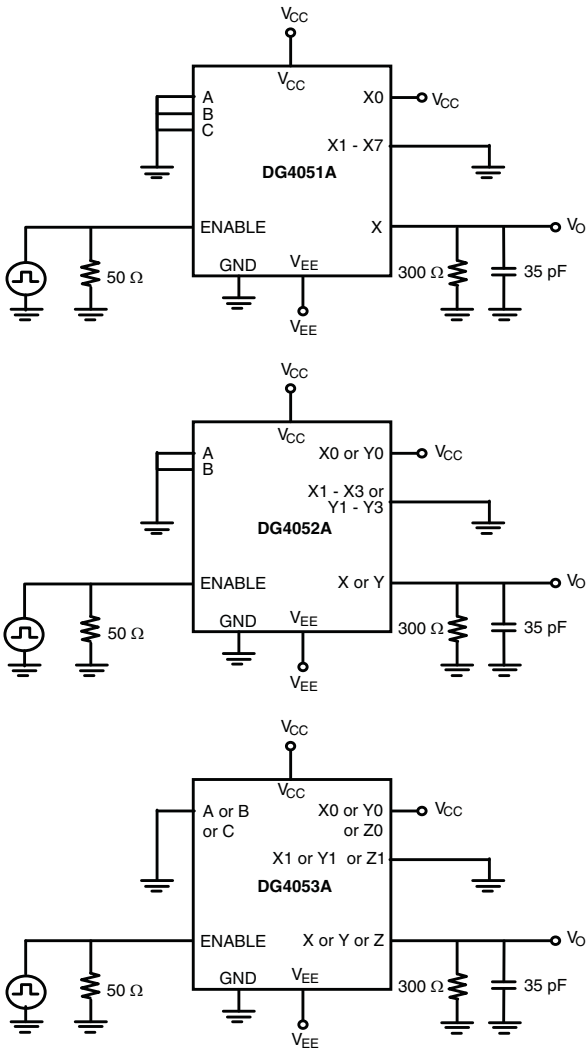 VCC
VCC
A
X0
VCC
B
C
X1 - X7
DG4051A
ENABLE
X
VO
GND
VEE
50 Ω
300 Ω
35 pF
VEE
VCC
VCC
A
X0 or Y0
VCC
B
X1 - X3 or
Y1 - Y3
DG4052A
ENABLE
X or Y
VO
GND
VEE
50 Ω
300 Ω
35 pF
VEE
VCC
VCC
A or B
or C
X0 or Y0
or Z0
VCC
X1 or Y1 or Z1
DG4053A
ENABLE
X or Y or Z
VO
GND
VEE
50 Ω
300 Ω
35 pF
VEE